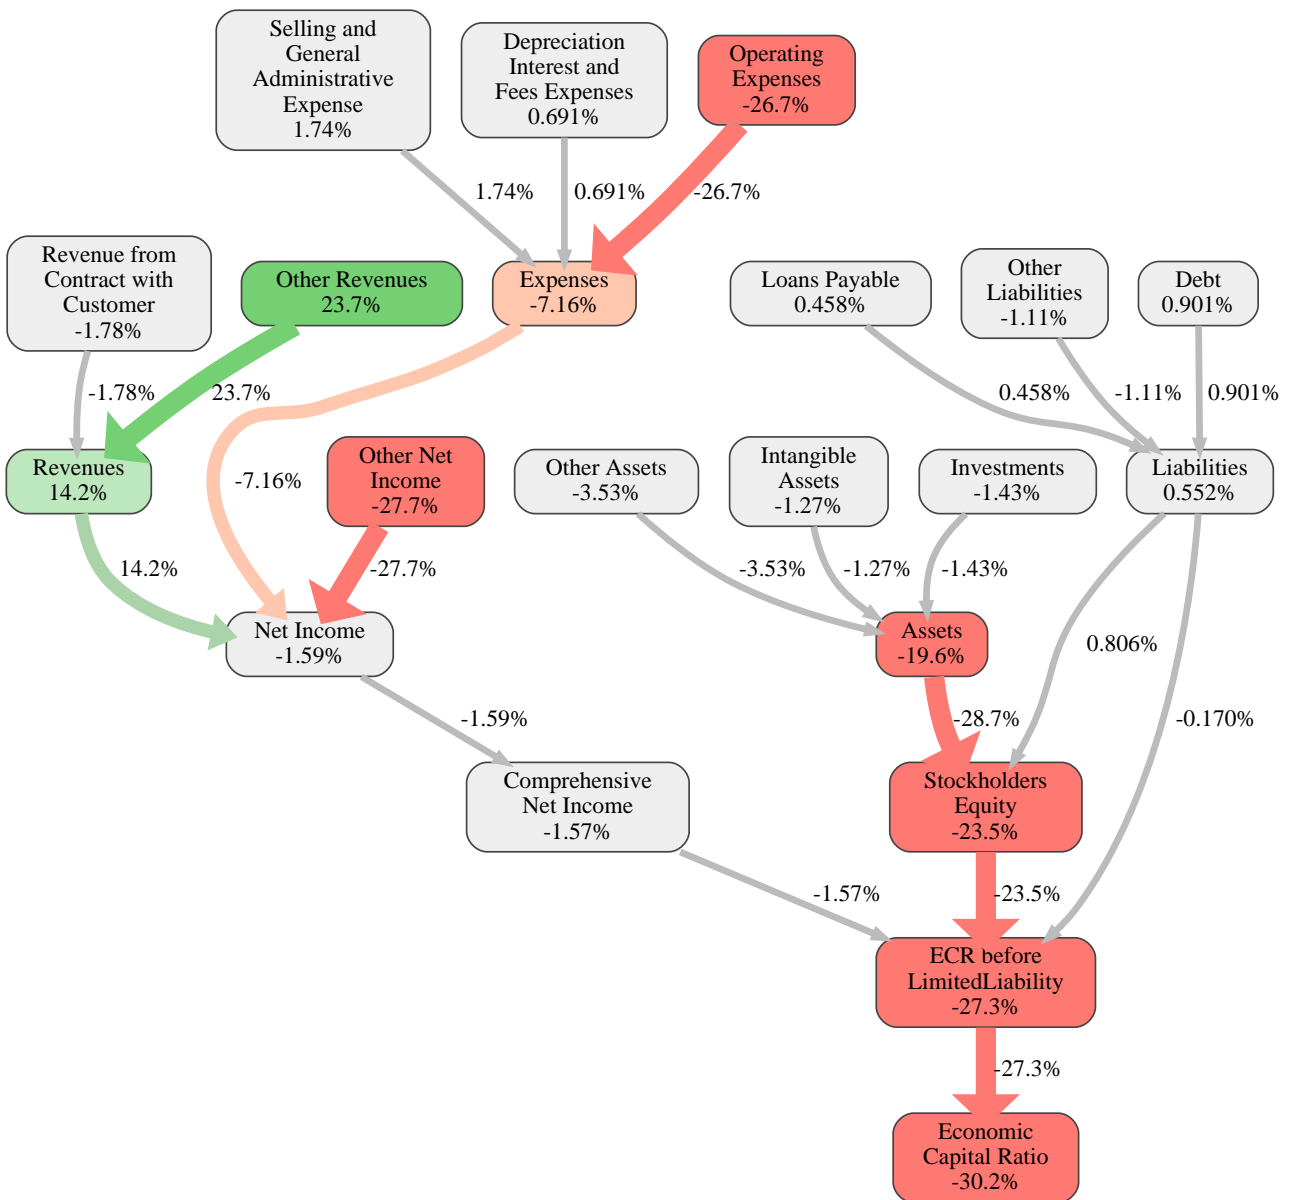 Selling and
General
Administrative
Expense
1.74%
Depreciation
Interest and
Fees Expenses
0.691%
Operating
Expenses
-26.7%
1.74%
0.691%
-26.7%
Revenue from
Contract with
Customer
-1.78%
Other Revenues
23.7%
Expenses
-7.16%
Loans Payable
0.458%
Other
Liabilities
-1.11%
Debt
0.901%
-1.78%
23.7%
0.458%
-1.11%
0.901%
Revenues
14.2%
-7.16%
Other Net
Income
-27.7%
Other Assets
-3.53%
Intangible
Assets
-1.27%
Investments
-1.43%
Liabilities
0.552%
14.2%
-27.7%
-3.53%
-1.27%
-1.43%
Net Income
-1.59%
Assets
-19.6%
0.806%
-1.59%
-28.7%
-0.170%
Comprehensive
Net Income
-1.57%
Stockholders
Equity
-23.5%
-1.57%
-23.5%
ECR before
LimitedLiability
-27.3%
-27.3%
Economic
Capital Ratio
-30.2%